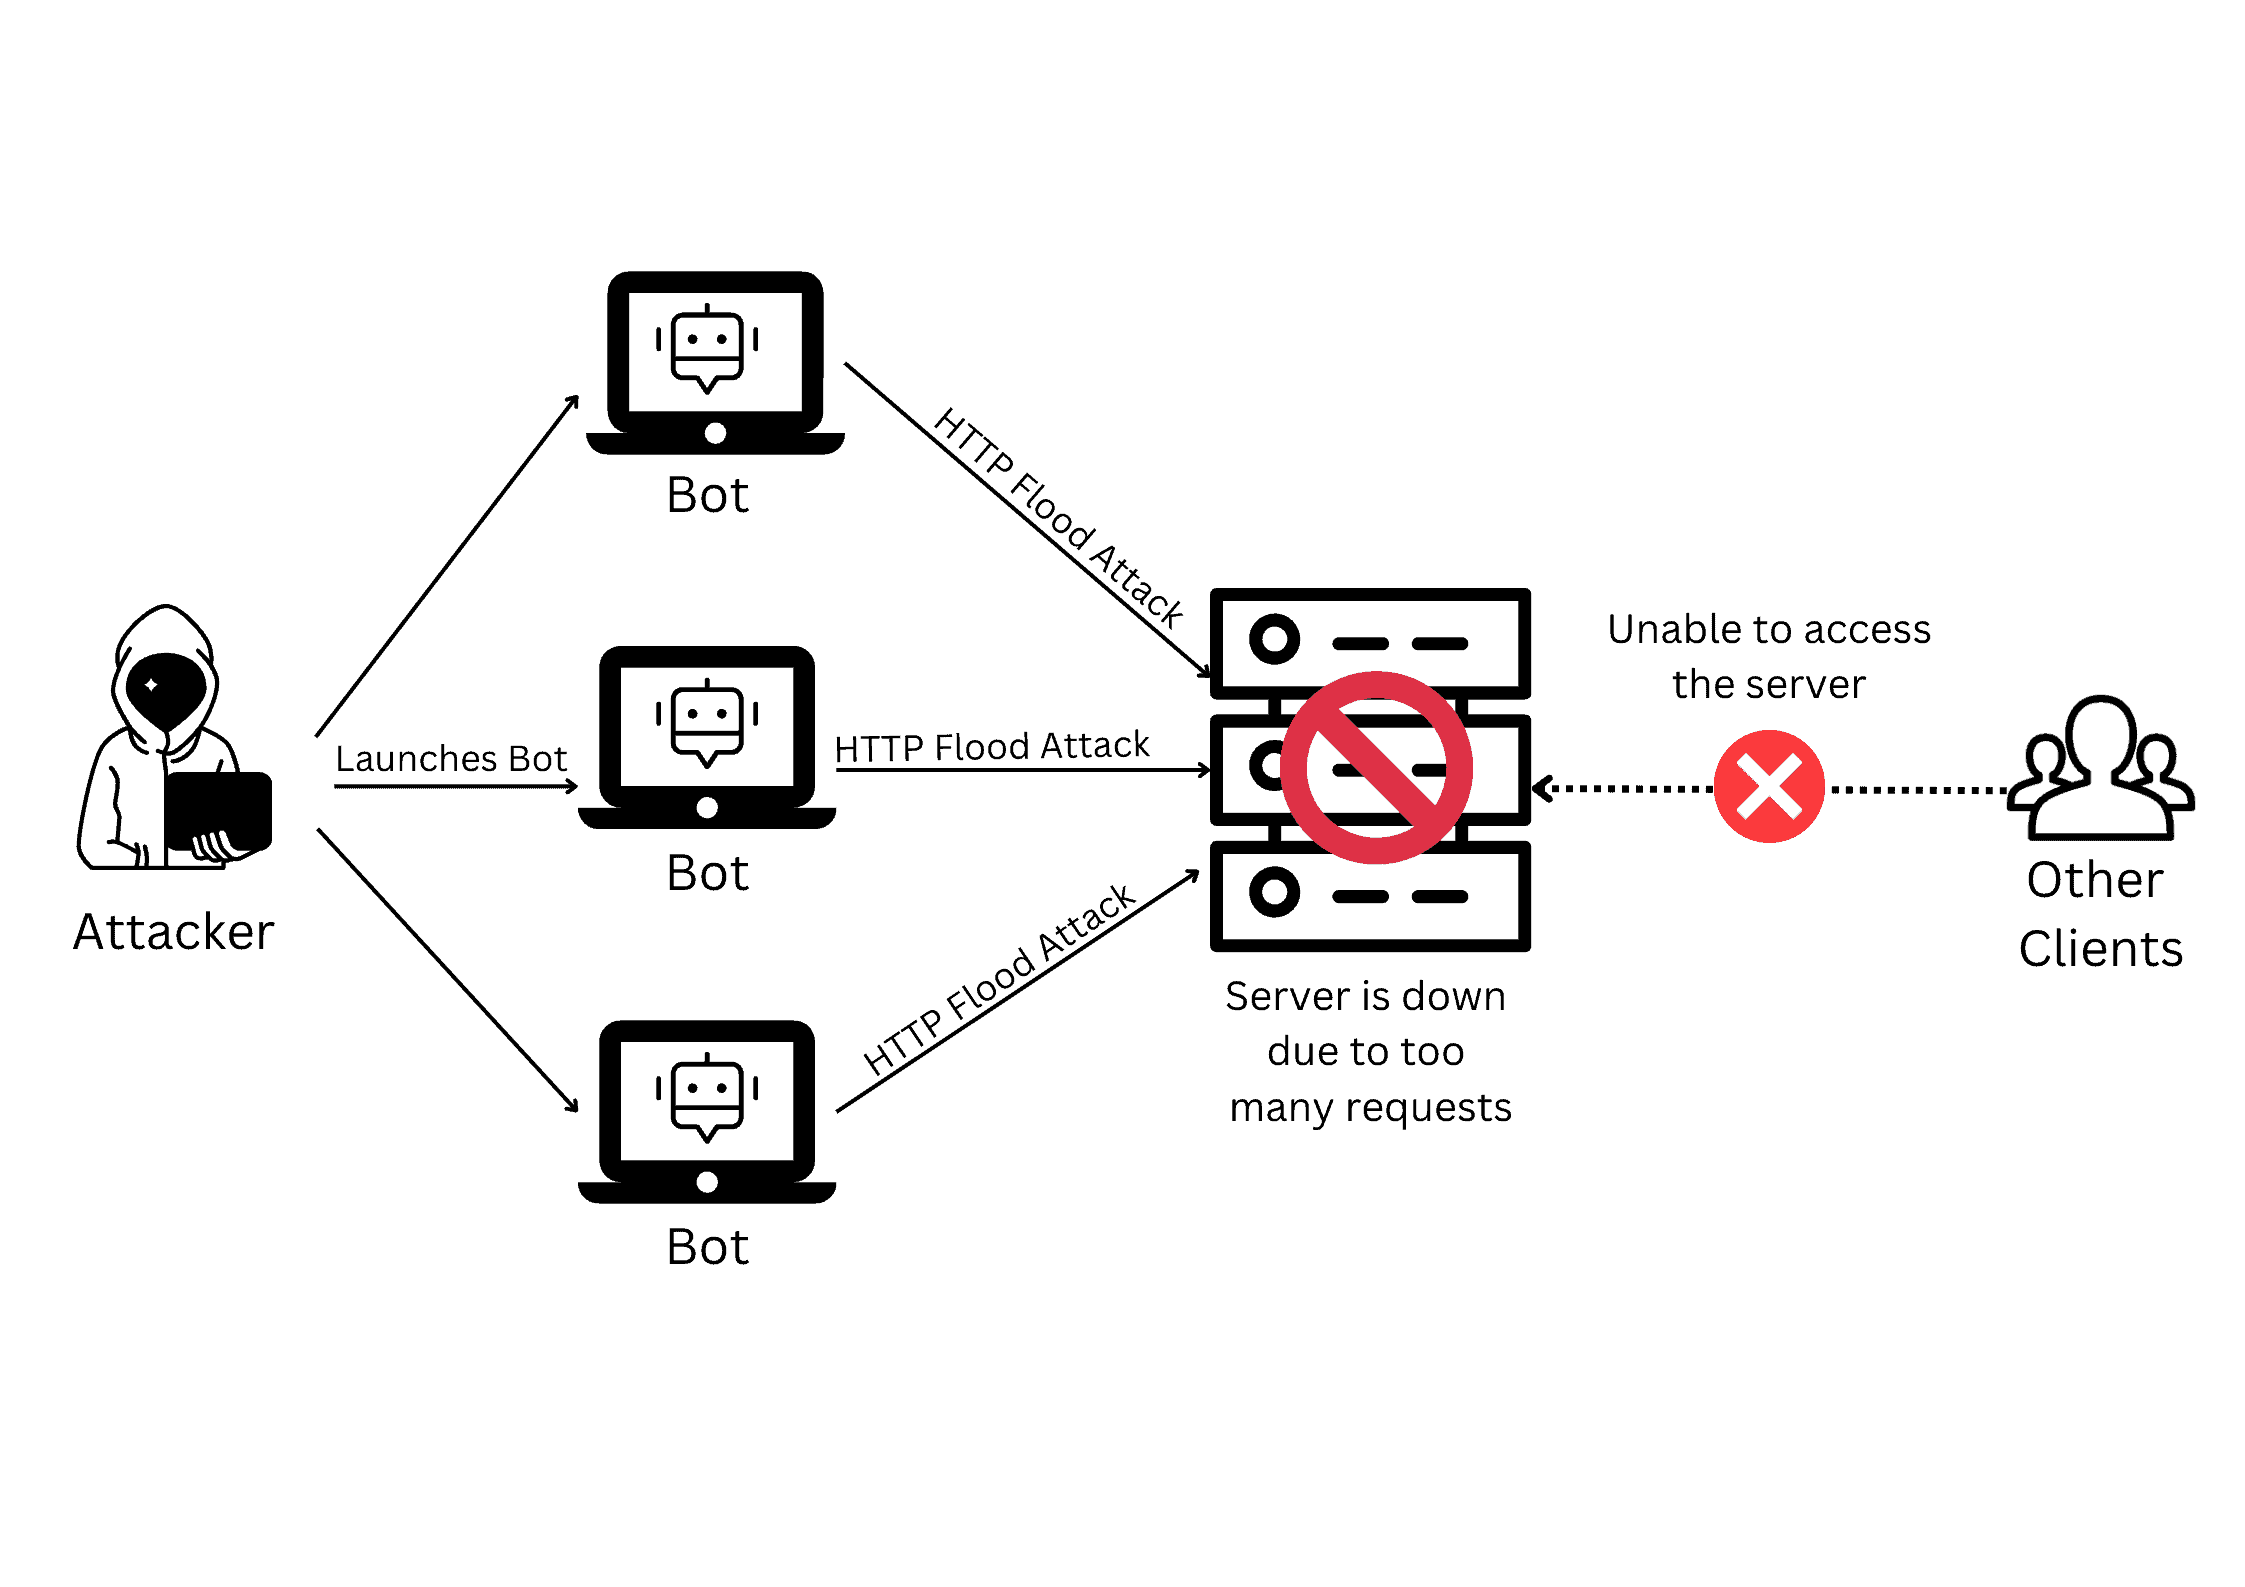 Bot
HTTP Flood Attack
Launches Bot
Bot
HTTP Flood Attack
Attacker
Bot
HTTP Flood Attack
Server is down
due to too
many requests
Unable to access
the server
Other
Clients